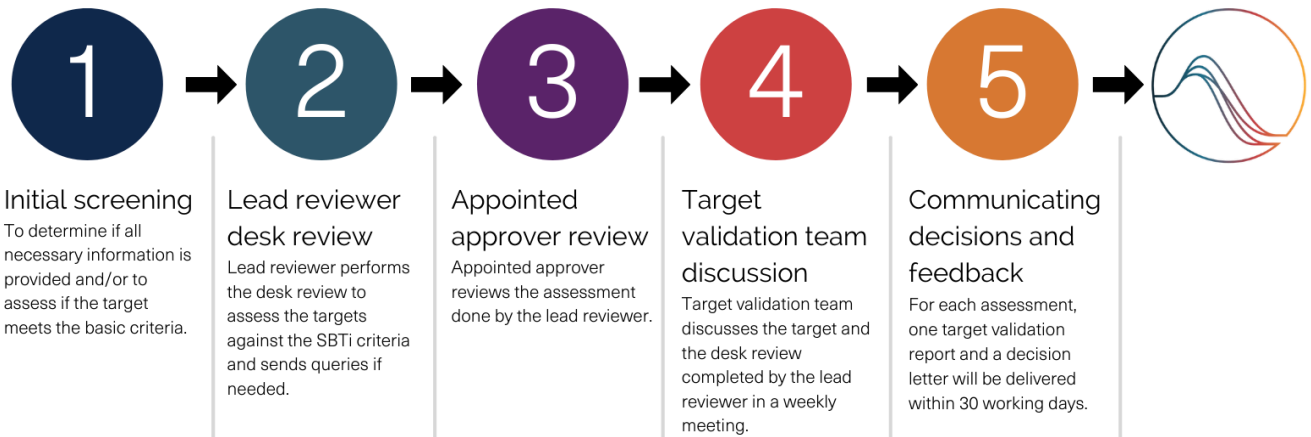 1
2
3
4
5
Initial screening
To determine if all
necessary information is
provided and/or to
assess if the target
meets the basic criteria.
Lead reviewer
desk review
Lead reviewer performs
the desk review to
assess the targets
against the SBTi criteria
and sends queries if
needed.
Appointed
approver review
Appointed approver
reviews the assessment
done by the lead reviewer.
Target
validation team
discussion
Target validation team
discusses the target and
the desk review
completed by the lead
reviewer in a weekly
meeting.
Communicating
decisions and
feedback
For each assessment,
one target validation
report and a decision
letter will be delivered
within 30 working days.